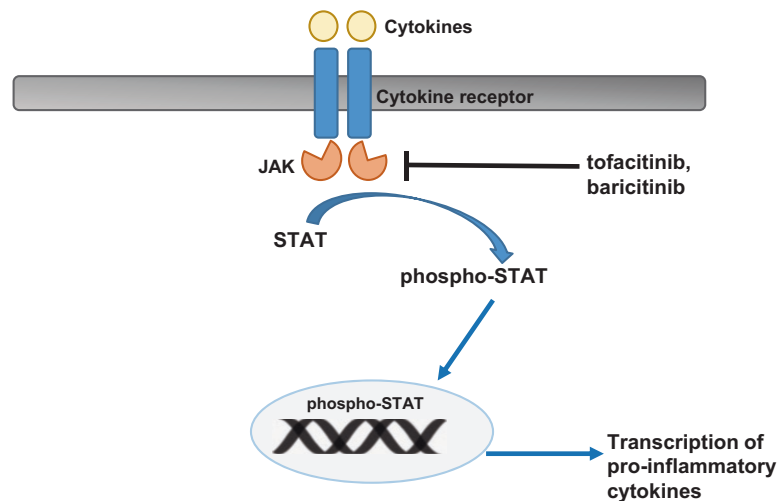 Cytokines
Cytokine receptor
JAK
tofacitinib,
baricitinib
STAT
phospho-STAT
phospho-STAT
Transcription of
pro-inflammatory
cytokines